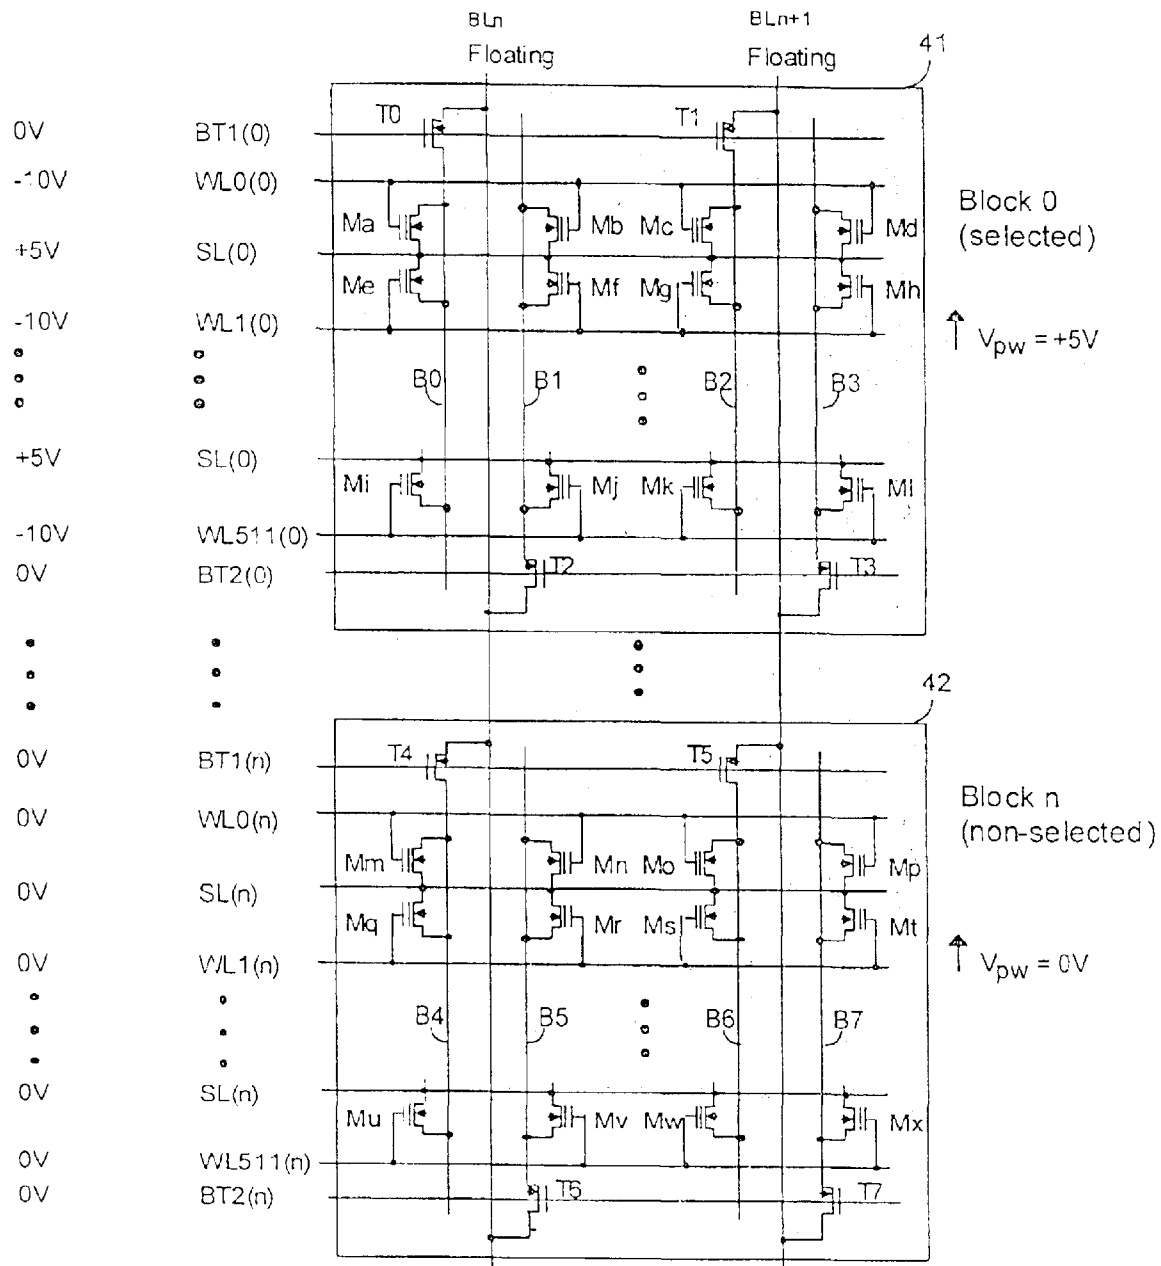 BLn BLn+1
Floating Floating 41
T0 T1
0V BT1(0)
-10V WL0(0)
Block 0
Ma Mb Mc Md
(selected)
+5V SL(0)
Me Mf Mg Mh
-10V WL1(0)
Vpw = +5V
B0 B1 B2 B3
+5V SL(0)
Mi Mj Mk Ml
-10V WL511(0)
T2 T3
0V BT2(0)
42
T4 T5
0V BT1(n)
Block n
0V WL0(n)
(non-selected)
Mm Mn Mo Mp
0V SL(n)
Mq Mr Ms Mt
0V WL1(n)
Vpw = 0V
B4 B5 B6 B7
0V SL(n)
Mu Mv Mw Mx
0V WL511(n)
T6 T7
0V BT2(n)